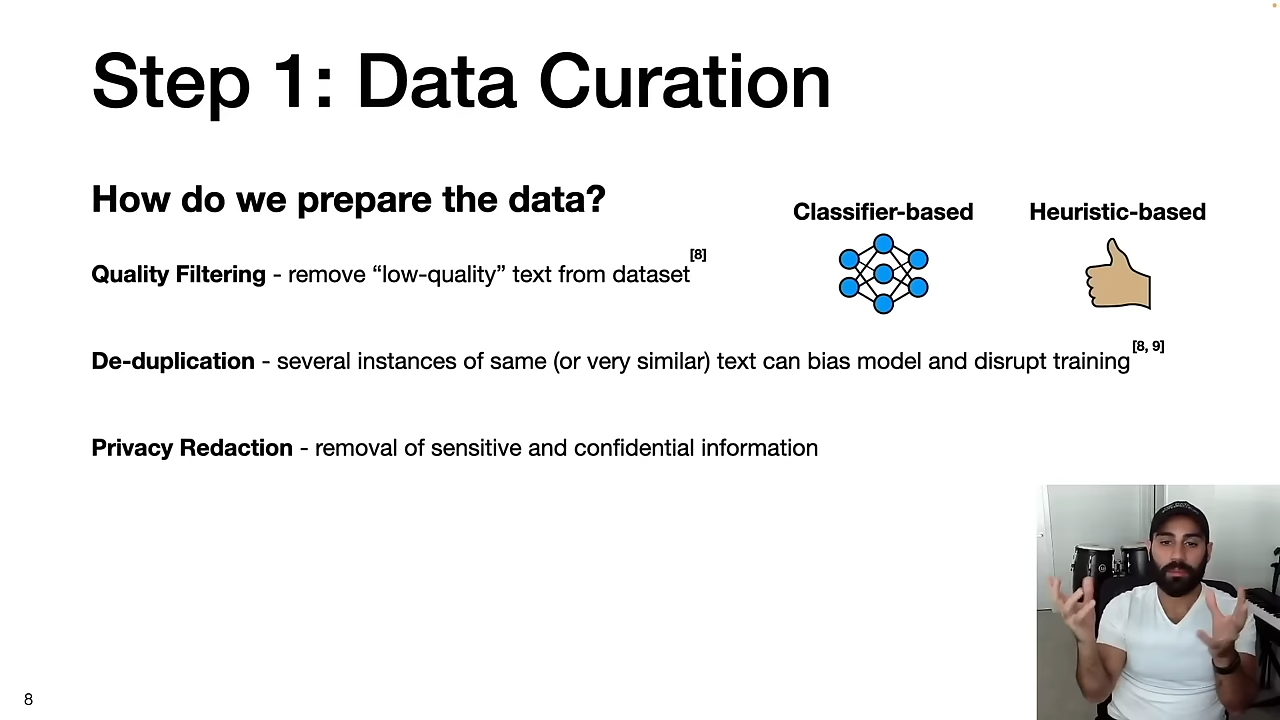 Step 1: Data Curation
How do we prepare the data?
Classifier-based
Heuristic-based
Quality Filtering - remove “low-quality” text from dataset[8]
De-duplication - several instances of same (or very similar) text can bias model and disrupt training[8, 9]
Privacy Redaction - removal of sensitive and confidential information
8